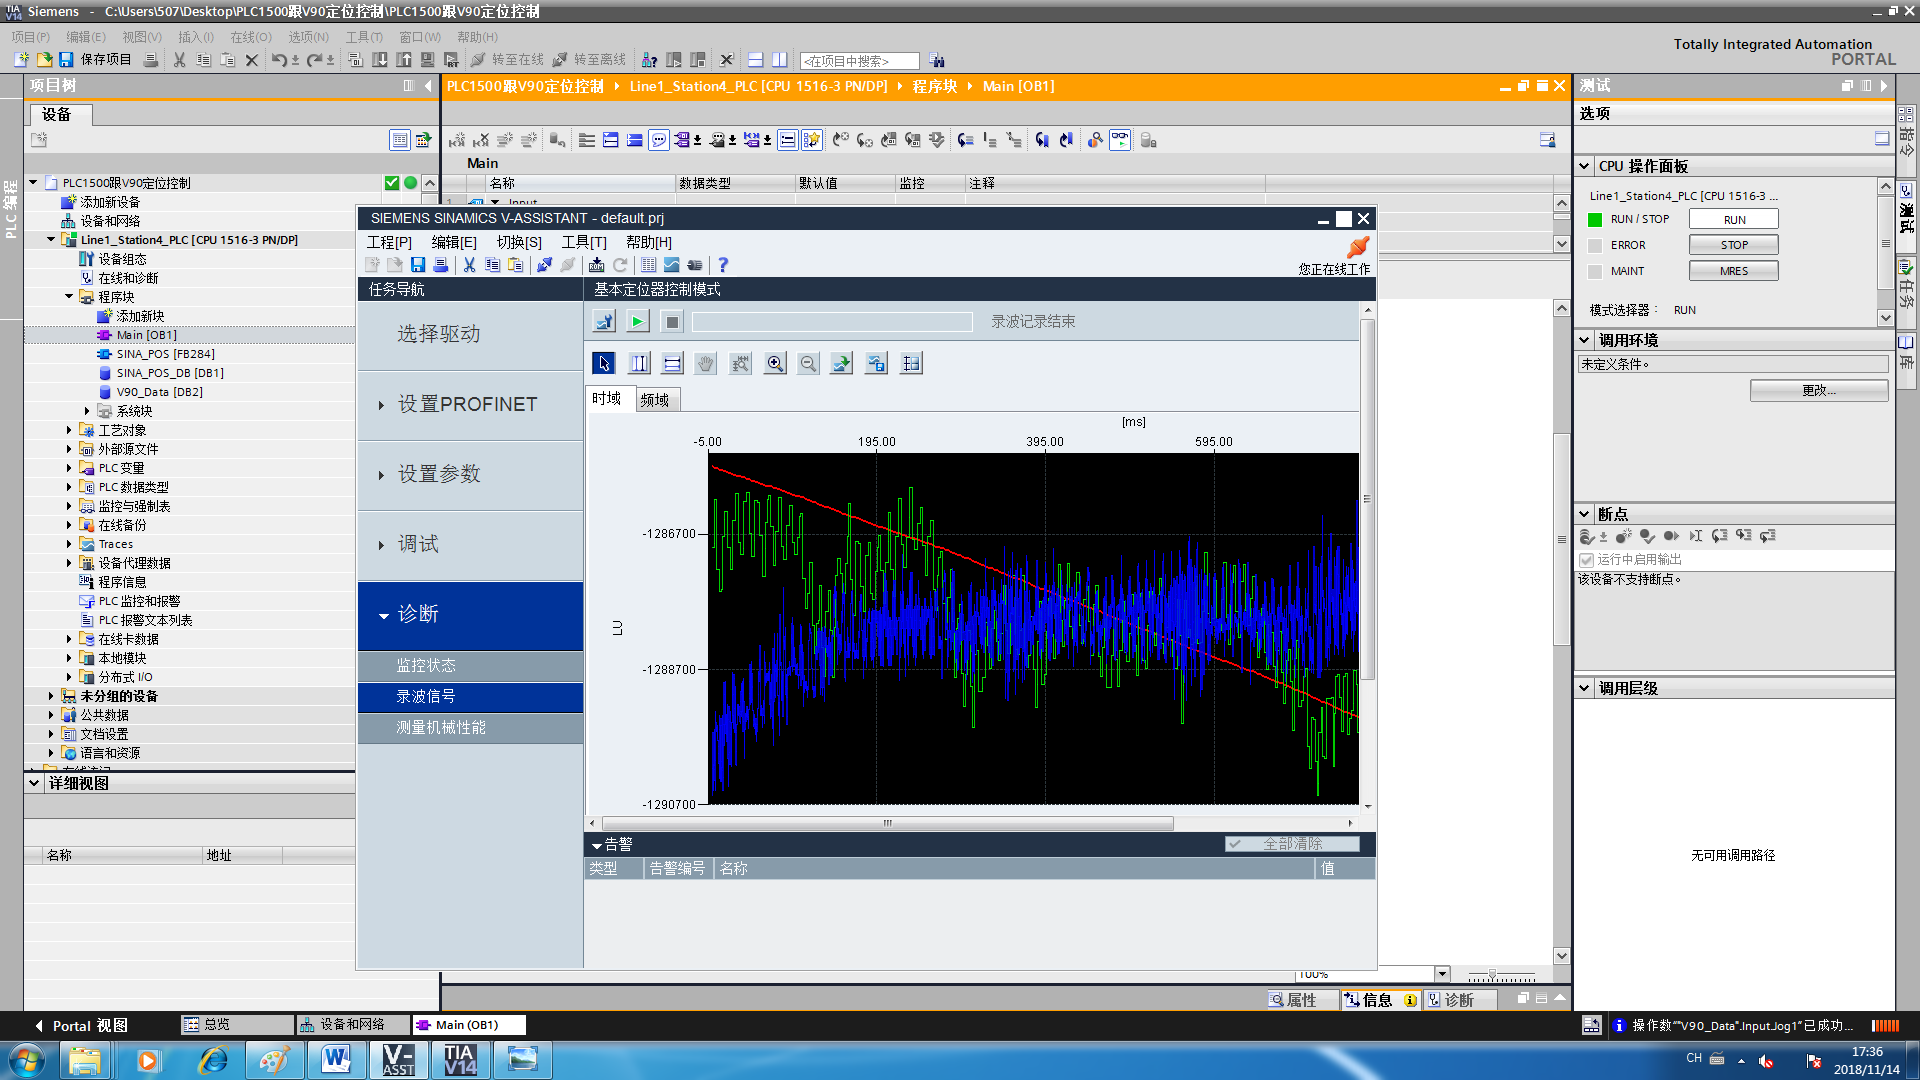 Siemens - C:\Users\507\Desktop\PLC1500跟V90定位控制\PLC1500跟V90定位控制
项目(P) 编辑(E) 视图(V) 插入(I) 在线(O) 选项(N) 工具(T) 窗口(W) 帮助(H)
Totally Integrated Automation
PORTAL
保存项目
转至在线
转至离线
<在项目中搜索>
项目树
PLC1500跟V90定位控制 Line1_Station4_PLC [CPU 1516-3 PN/DP] 程序块 Main [OB1]
测试
设备
选项
PLC 编程
Main
名称 数据类型 默认值 监控 注释
1 Input
PLC1500跟V90定位控制
添加新设备
设备和网络
Line1_Station4_PLC [CPU 1516-3 PN/DP]
设备组态
在线和诊断
程序块
添加新块
Main [OB1]
SINA_POS [FB284]
SINA_POS_DB [DB1]
V90_Data [DB2]
系统块
工艺对象
外部源文件
PLC 变量
PLC 数据类型
监控与强制表
在线备份
Traces
设备代理数据
程序信息
PLC 监控和报警
PLC 报警文本列表
在线卡数据
本地模块
分布式 I/O
未分组的设备
公共数据
文档设置
语言和资源
详细视图
名称 地址
SIEMENS SINAMICS V-ASSISTANT - default.prj
工程[P] 编辑[E] 切换[S] 工具[T] 帮助[H]
您正在线工作
任务导航
基本定位器控制模式
选择驱动
设置PROFINET
设置参数
调试
诊断
监控状态
录波信号
测量机械性能
录波记录结束
时域 频域
[ms]
-5.00 195.00 395.00 595.00
-1286700
-1288700
-1290700
LU
告警
全部清除
类型 告警编号 名称 值
CPU 操作面板
Line1_Station4_PLC [CPU 1516-3 ...
RUN / STOP RUN
ERROR STOP
MAINT MRES
模式选择器： RUN
调用环境
未定义条件。
更改...
断点
运行中启用输出
该设备不支持断点。
调用层级
无可用调用路径
指令
测试
任务
库
100%
属性 信息 诊断
Portal 视图
总览
设备和网络
Main (OB1)
操作数“"V90_Data".Input.Jog1”已成功...
V-ASST
TIA V14
CH
17:36
2018/11/14